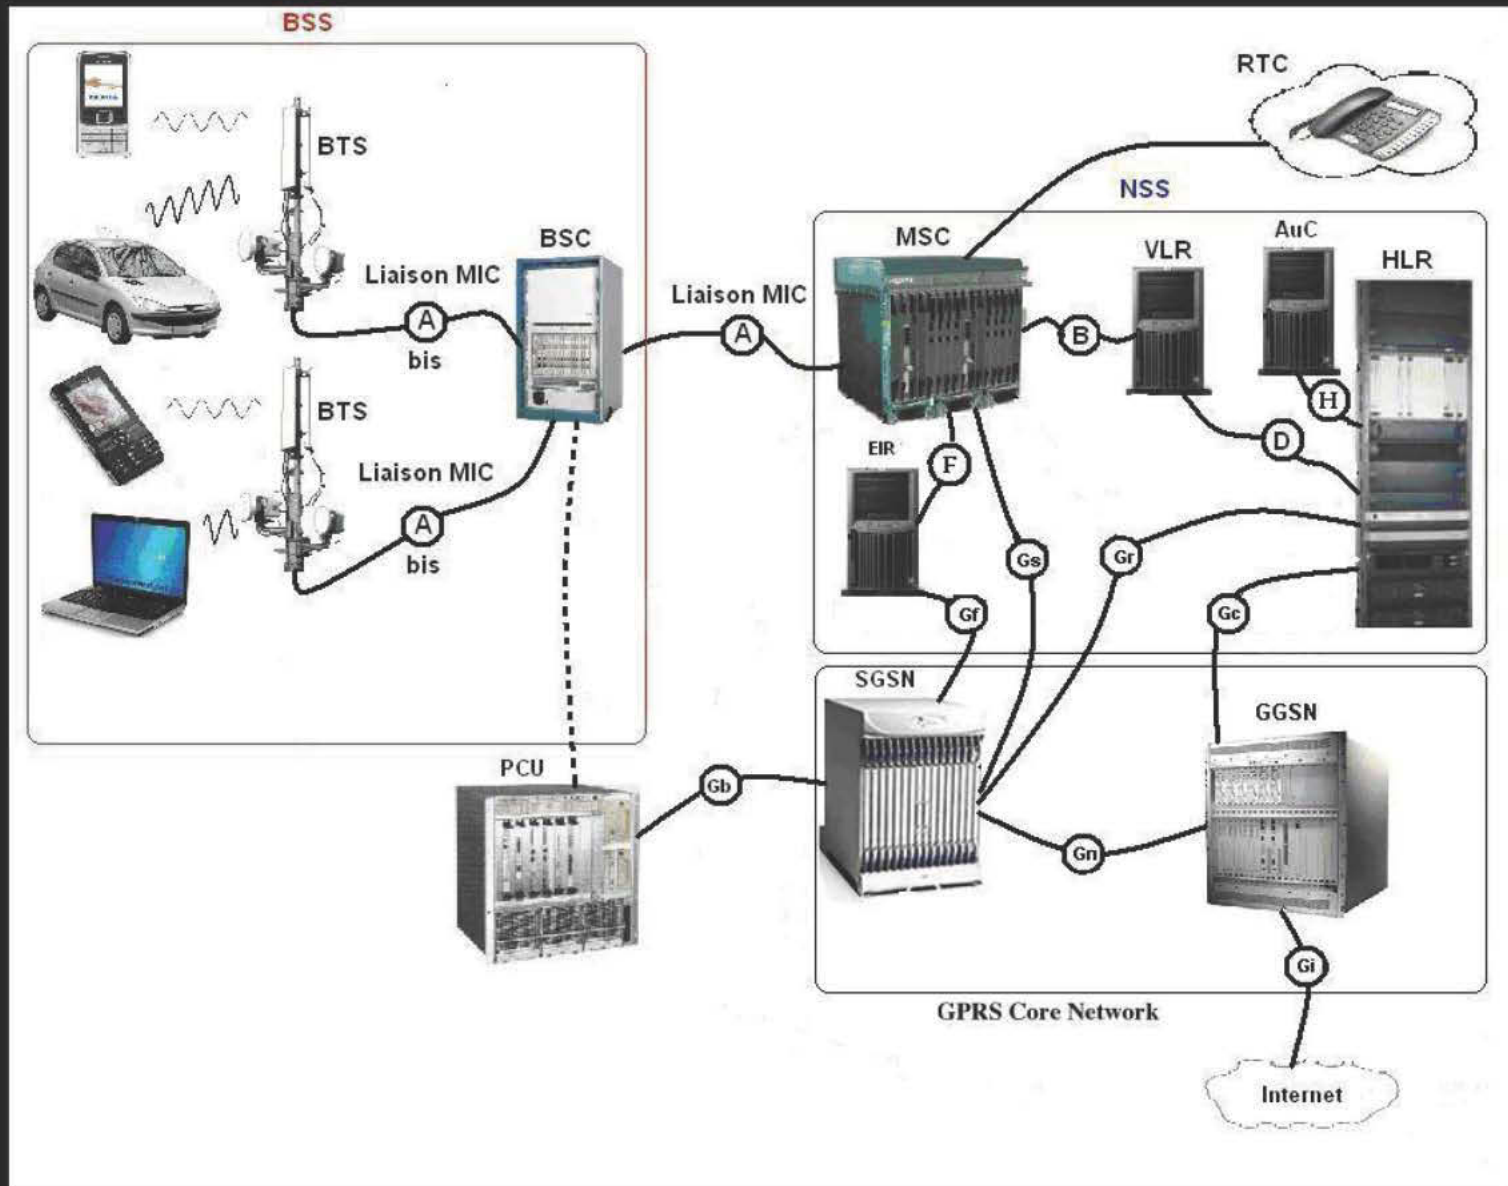 BSS
RTC
BTS
NSS
BSC
MSC
AuC
VLR
HLR
Liaison MIC
Liaison MIC
A
bis
A
B
H
D
BTS
EIR
F
Liaison MIC
A
bis
Gs
Gr
Gf
Gc
SGSN
GGSN
PCU
Gb
Gn
Gi
GPRS Core Network
Internet